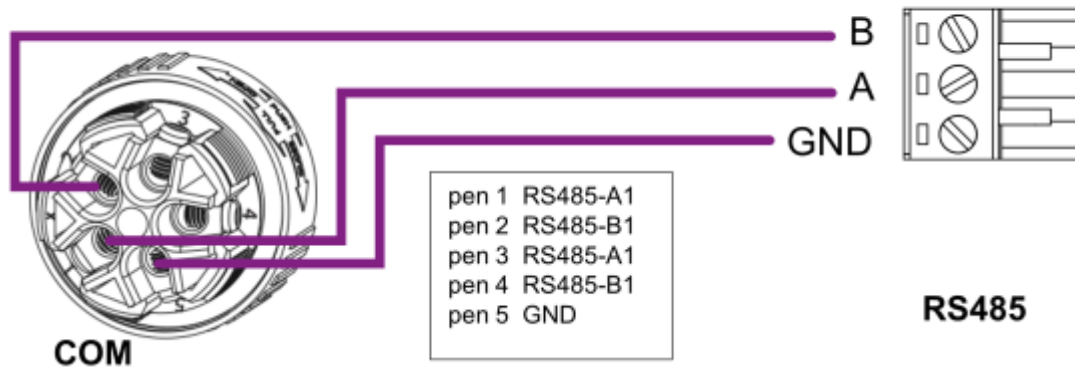 B
A
GND
3
4
5
pen 1 RS485-A1
pen 2 RS485-B1
pen 3 RS485-A1
pen 4 RS485-B1
pen 5 GND
RS485
COM